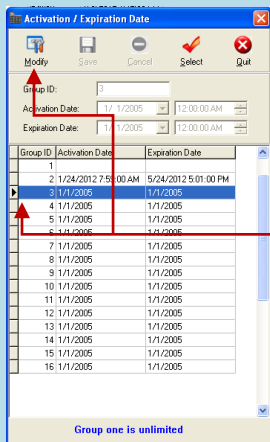 Activation / Expiration Date
Modify Save Cancel Select Quit
Group ID: 3
Activation Date: 1/ 1/2005 12:00:00 AM
Expiration Date: 1/ 1/2005 12:00:00 AM
Group ID Activation Date Expiration Date
1
2 1/24/2012 7:59:00 AM 5/24/2012 5:01:00 PM
3 1/1/2005 1/1/2005
4 1/1/2005 1/1/2005
5 1/1/2005 1/1/2005
6 1/1/2005 1/1/2005
7 1/1/2005 1/1/2005
8 1/1/2005 1/1/2005
9 1/1/2005 1/1/2005
10 1/1/2005 1/1/2005
11 1/1/2005 1/1/2005
12 1/1/2005 1/1/2005
13 1/1/2005 1/1/2005
14 1/1/2005 1/1/2005
15 1/1/2005 1/1/2005
16 1/1/2005 1/1/2005
Group one is unlimited